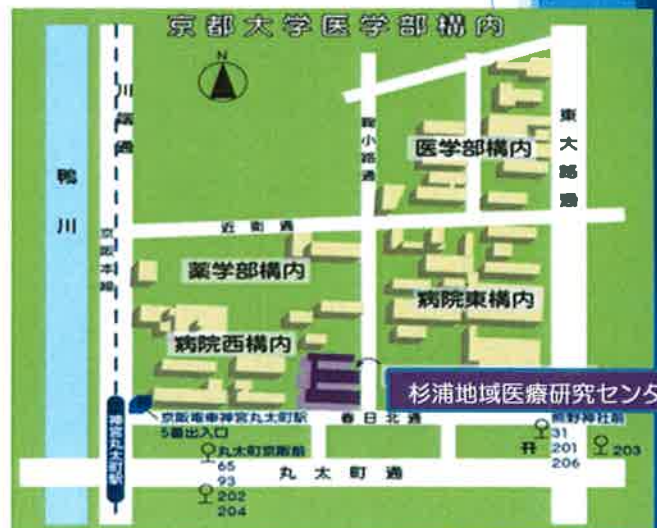 京都大学医学部構内
N
川端通
鴨川
京阪本線
東大路通
医学部構内
近衛通
薬学部構内
病院東構内
病院西構内
杉浦地域医療研究センタ
神宮丸太町駅
京阪電車神宮丸太町駅
5番出入口
春日北通
熊野神社前
31
201
206
203
丸太町京阪前
65
93
202
204
丸太町通